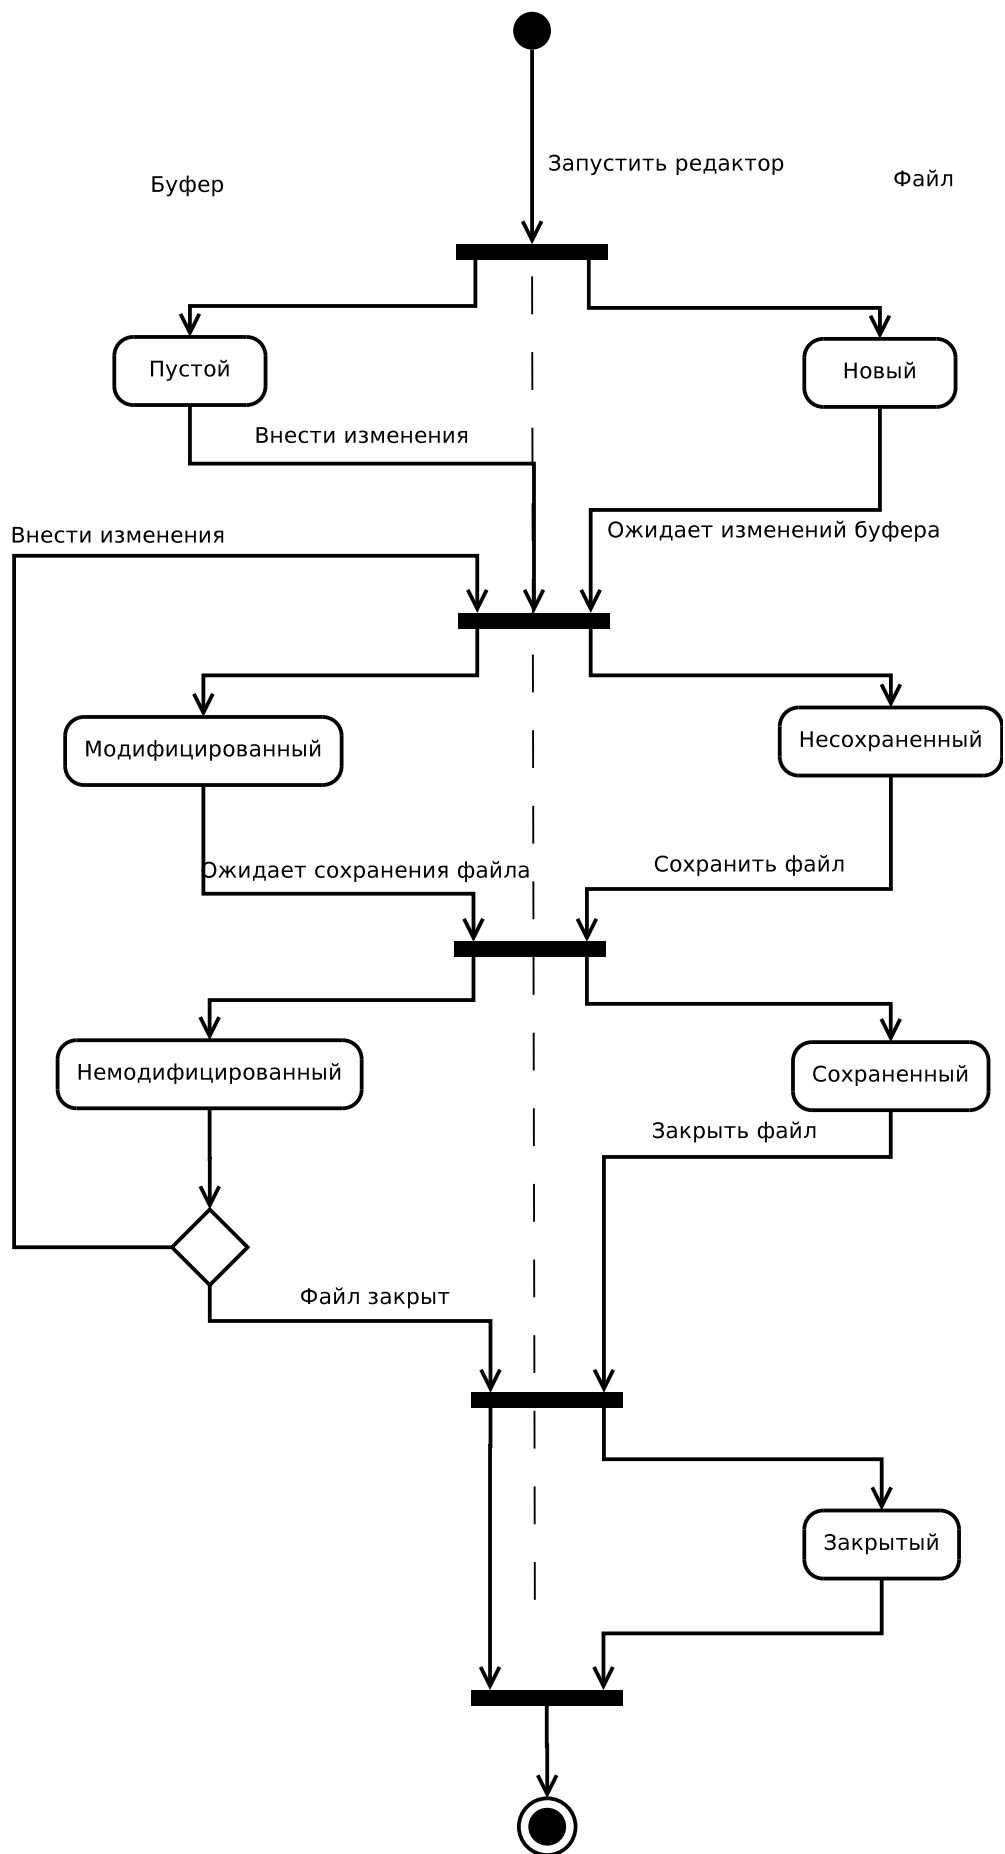 Запустить редактор
Буфер
Файл
Пустой
Новый
Внести изменения
Внести изменения
Ожидает изменений буфера
Модифицированный
Несохраненный
Ожидает сохранения файла
Сохранить файл
Немодифицированный
Сохраненный
Закрыть файл
Файл закрыт
Закрытый